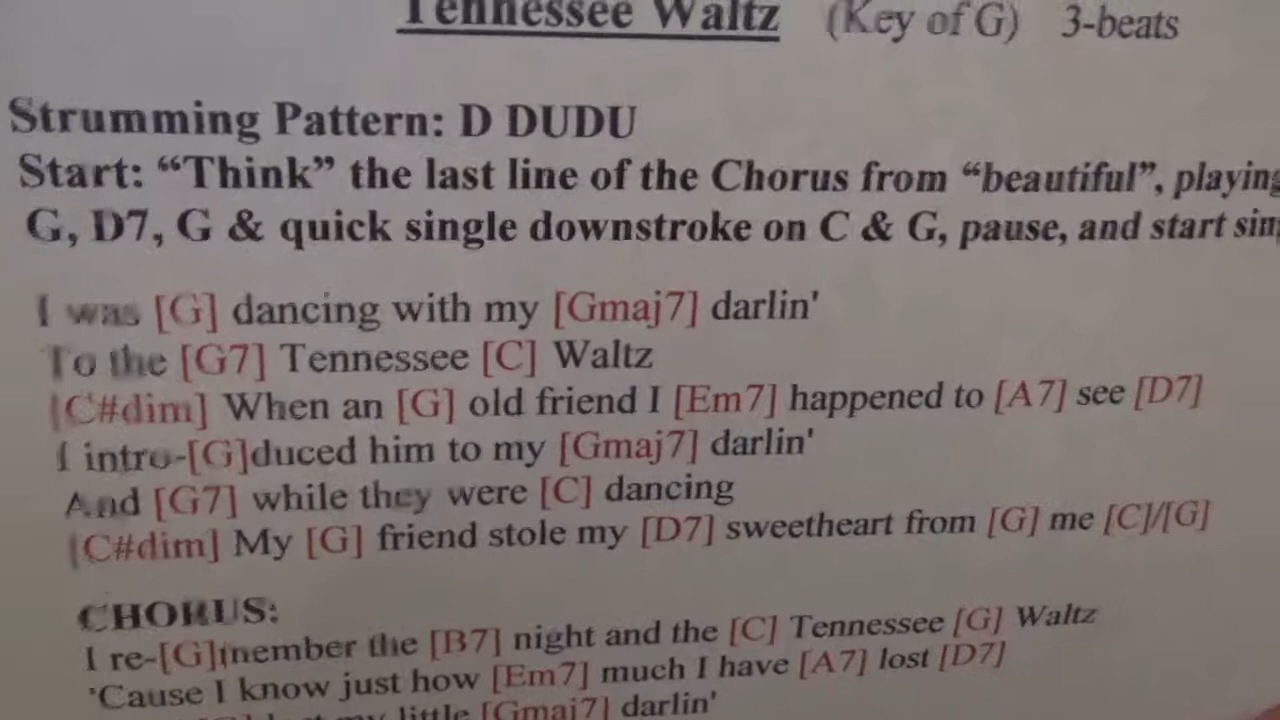 Tennessee Waltz (Key of G) 3-beats
Strumming Pattern: D DUDU
Start: “Think” the last line of the Chorus from “beautiful”, playing
G, D7, G & quick single downstroke on C & G, pause, and start
I was [G] dancing with my [Gmaj7] darlin'
To the [G7] Tennessee [C] Waltz
[C#dim] When an [G] old friend I [Em7] happened to [A7] see [D7]
I intro-[G]duced him to my [Gmaj7] darlin'
And [G7] while they were [C] dancing
[C#dim] My [G] friend stole my [D7] sweetheart from [G] me [C]/[G]
CHORUS:
I re-[G]member the [B7] night and the [C] Tennessee [G] Waltz
'Cause I know just how [Em7] much I have [A7] lost [D7]
my little [Gmaj7] darlin'